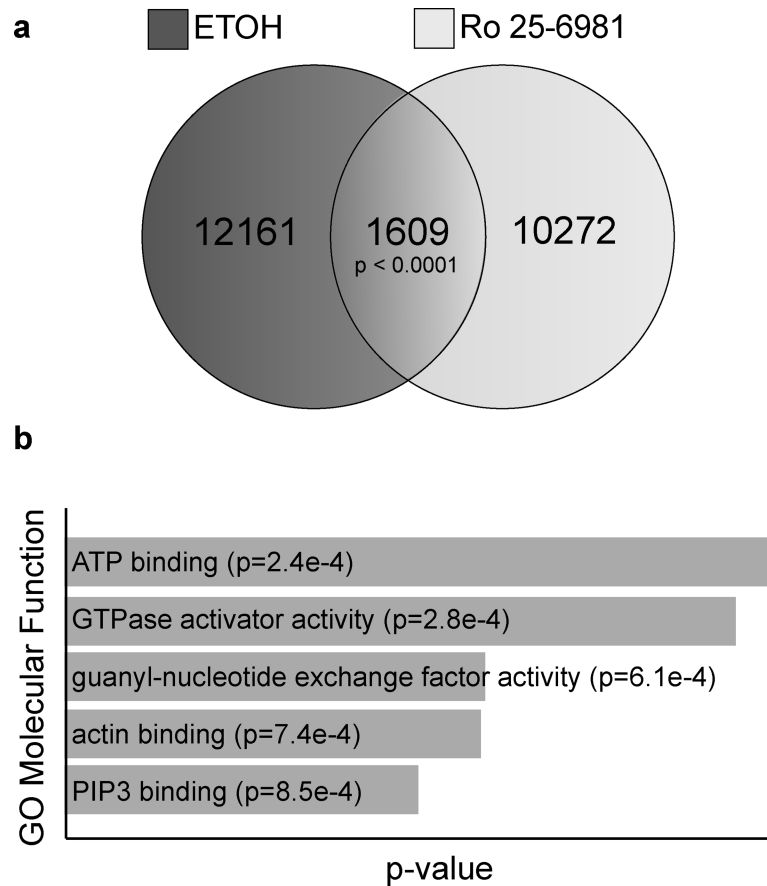 a
ETOH
Ro 25-6981
12161
1609
10272
p < 0.0001
b
GO Molecular Function
ATP binding (p=2.4e-4)
GTPase activator activity (p=2.8e-4)
guanyl-nucleotide exchange factor activity (p=6.1e-4)
actin binding (p=7.4e-4)
PIP3 binding (p=8.5e-4)
p-value